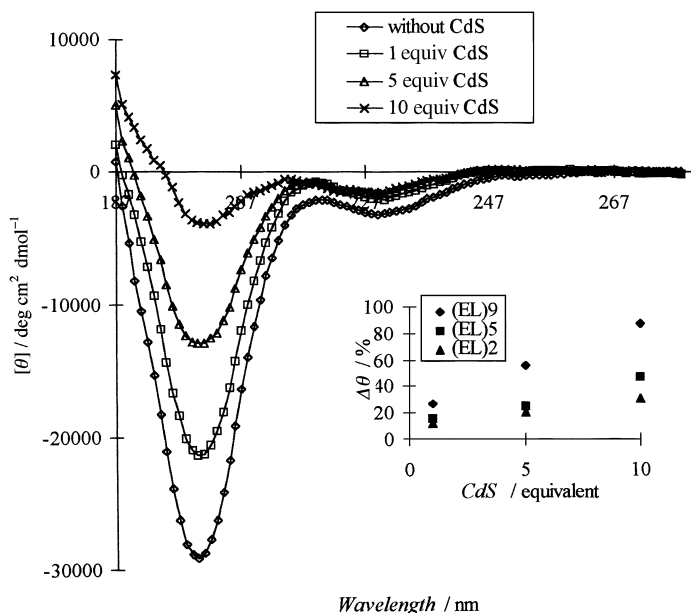 without CdS
1 equiv CdS
5 equiv CdS
10 equiv CdS
10000
0
-10000
-20000
-30000
[θ] / deg cm² dmol⁻¹
247
267
Wavelength / nm
(EL)9
(EL)5
(EL)2
100
80
60
40
20
0
Δθ / %
0
5
10
CdS / equivalent